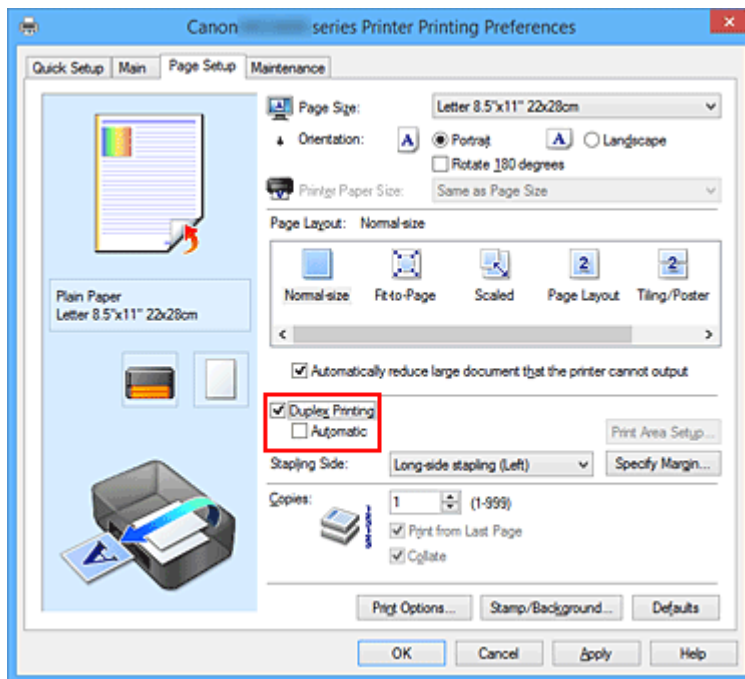 Canon series Printer Printing Preferences
Quick Setup Main Page Setup Maintenance
Page Size: Letter 8.5"x11" 22x28cm
Orientation: A Portrait A Landscape
Rotate 180 degrees
Printer Paper Size: Same as Page Size
Page Layout: Normal-size
2 2
Normal-size Fit-to-Page Scaled Page Layout Tiling/Poster
Plain Paper
Letter 8.5"x11" 22x28cm
Automatically reduce large document that the printer cannot output
Duplex Printing
Automatic
Print Area Setup...
Stapling Side: Long-side stapling (Left) Specify Margin...
Copies: 1 (1-999)
Print from Last Page
Collate
A
Print Options... Stamp/Background... Defaults
OK Cancel Apply Help